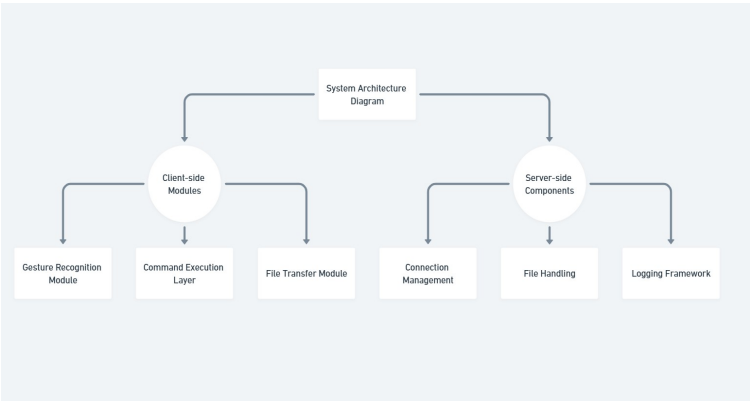 System Architecture
Diagram
Client-side
Modules
Server-side
Components
Gesture Recognition
Module
Command Execution
Layer
File Transfer Module
Connection
Management
File Handling
Logging Framework